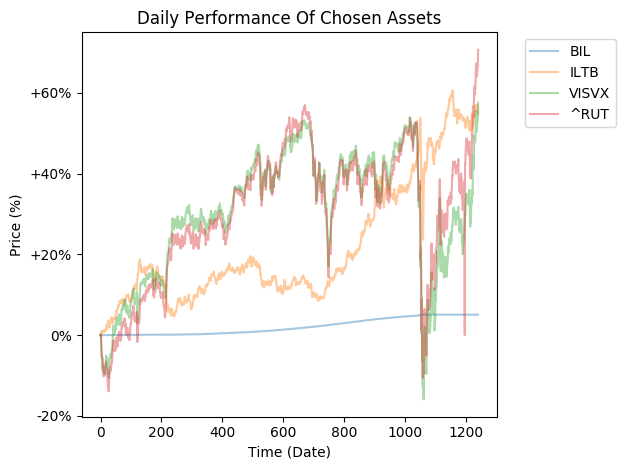 Daily Performance Of Chosen Assets
BIL
ILTB
VISVX
^RUT
Price (%)
+60%
+40%
+20%
0%
-20%
0 200 400 600 800 1000 1200
Time (Date)